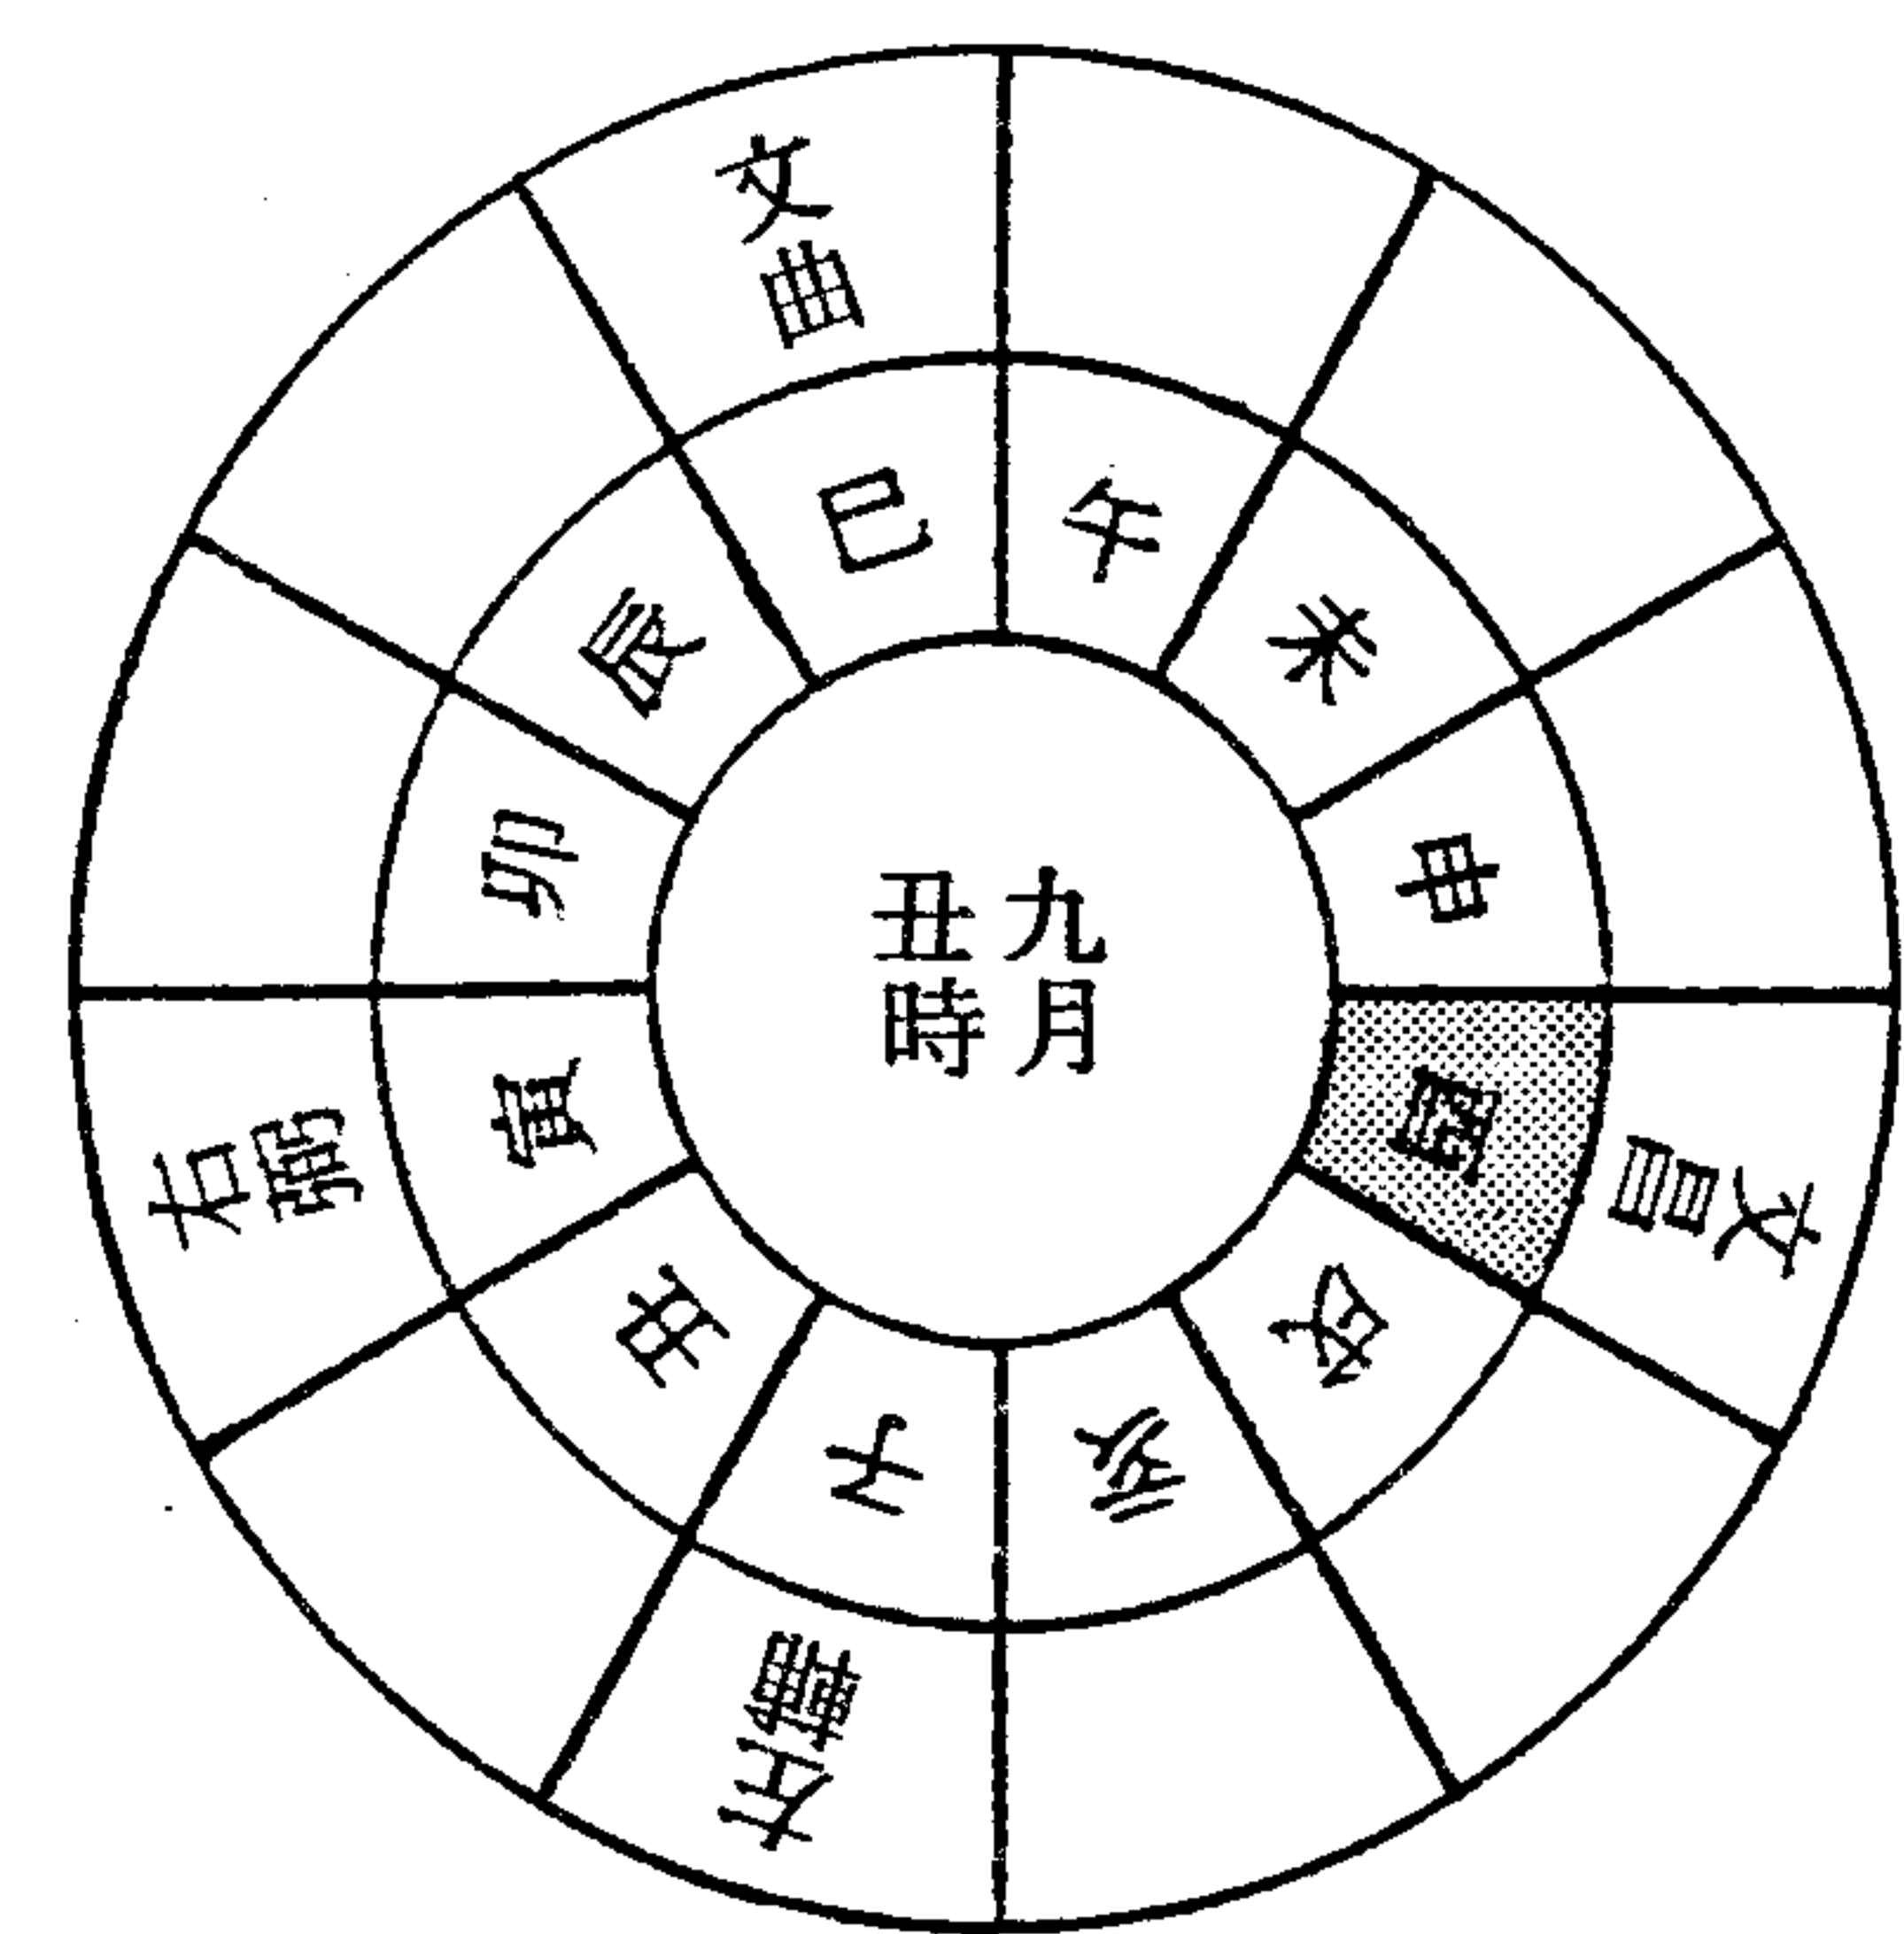 九月
丑時
子
丑
寅
卯
辰
巳
午
未
申
酉
戌
亥
左輔
右弼
文曲
文昌